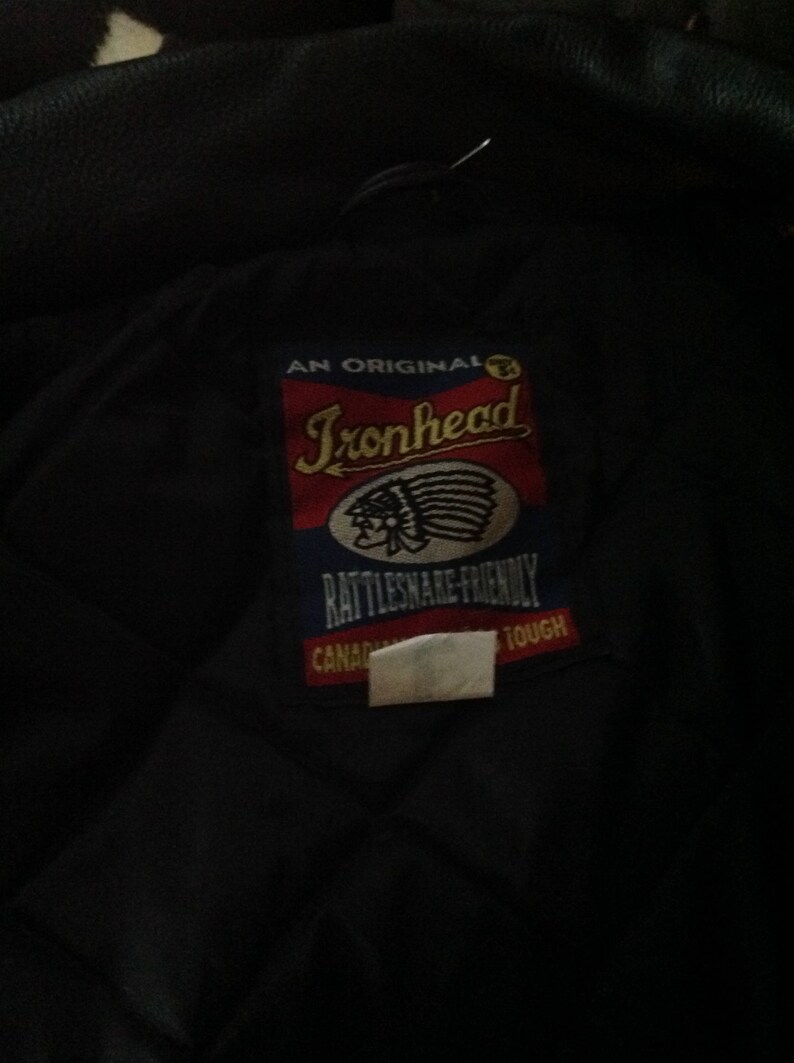 AN ORIGINAL
Ironhead
RATTLESNAKE-FRIENDLY
TOUGH